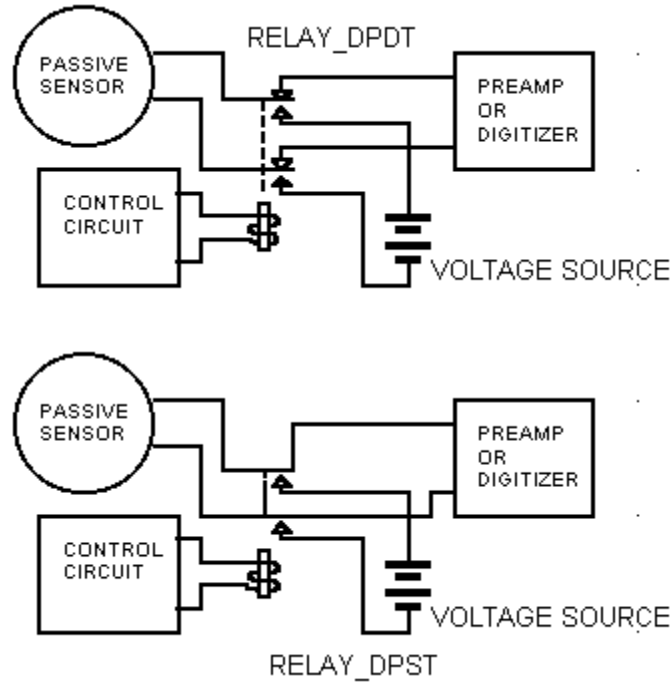 RELAY_DPDT
PASSIVE
SENSOR
PREAMP
OR
DIGITIZER
CONTROL
CIRCUIT
VOLTAGE SOURCE
PASSIVE
SENSOR
PREAMP
OR
DIGITIZER
CONTROL
CIRCUIT
VOLTAGE SOURCE
RELAY_DPST